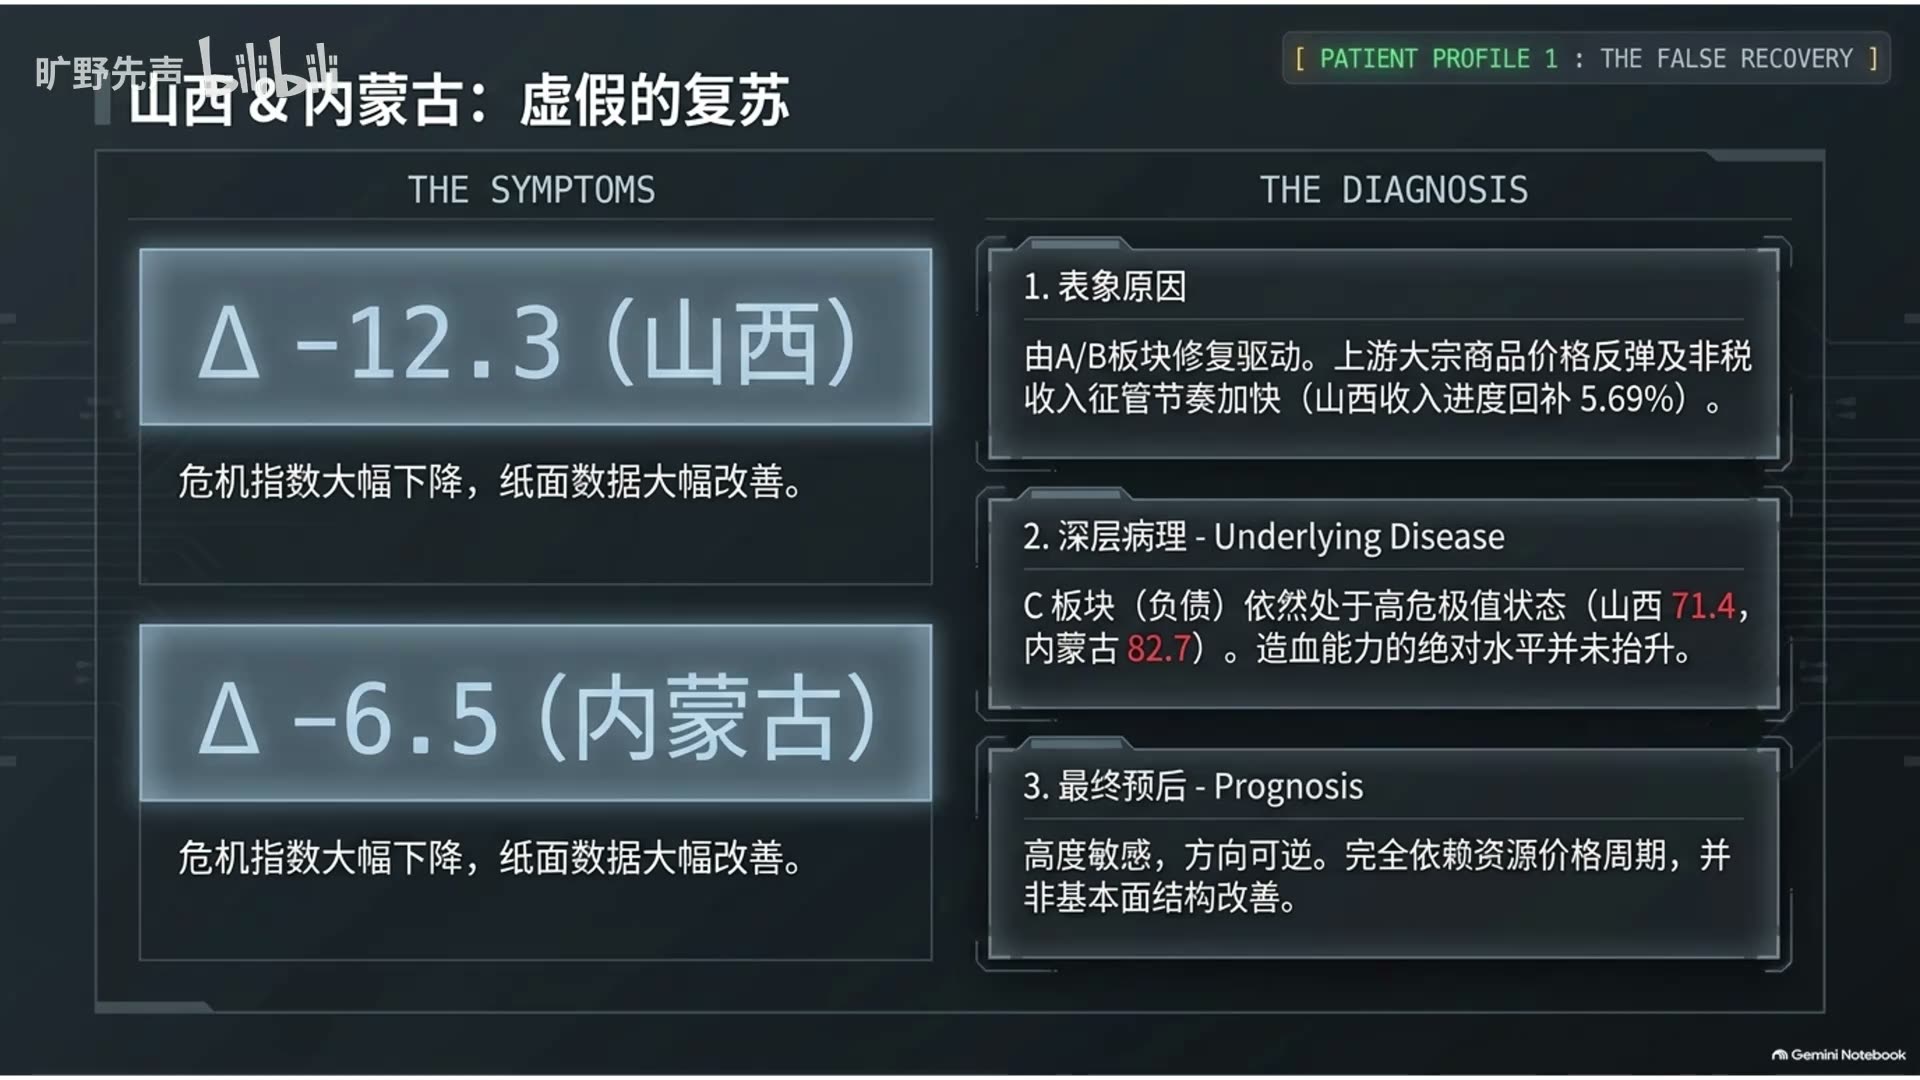 旷野先声 bilibili
[ PATIENT PROFILE 1 : THE FALSE RECOVERY ]
山西 & 内蒙古：虚假的复苏
THE SYMPTOMS
Δ -12.3（山西）
危机指数大幅下降，纸面数据大幅改善。
Δ -6.5（内蒙古）
危机指数大幅下降，纸面数据大幅改善。
THE DIAGNOSIS
1. 表象原因
由A/B板块修复驱动。上游大宗商品价格反弹及非税
收入征管节奏加快（山西收入进度回补 5.69%）。
2. 深层病理 - Underlying Disease
C 板块（负债）依然处于高危极值状态（山西 71.4，
内蒙古 82.7）。造血能力的绝对水平并未抬升。
3. 最终预后 - Prognosis
高度敏感，方向可逆。完全依赖资源价格周期，并
非基本面结构改善。
Gemini Notebook